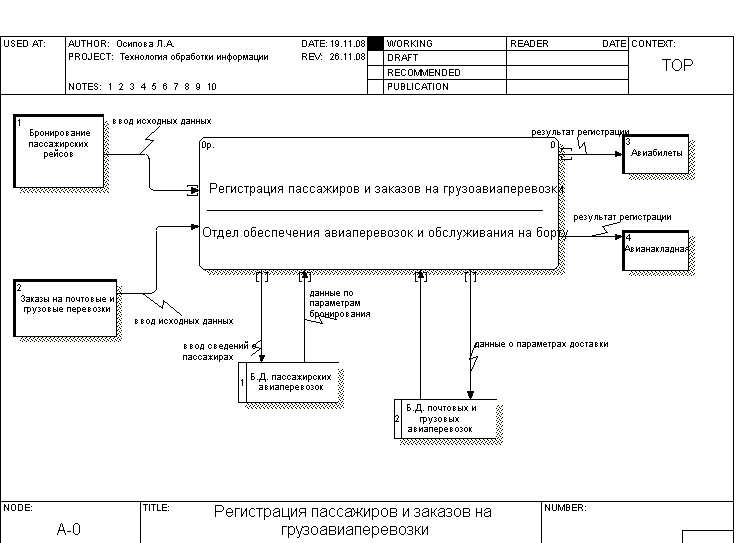 USED AT:
AUTHOR: Осипова Л.А.
DATE: 19.11.08
PROJECT: Технология обработки информации
REV: 26.11.08
NOTES: 1 2 3 4 5 6 7 8 9 10
WORKING
DRAFT
RECOMMENDED
PUBLICATION
READER
DATE
CONTEXT:
TOP
1
Бронирование
пассажирских
рейсов
ввод исходных данных
0р.
0
Регистрация пассажиров и заказов на грузоавиаперевозки
Отдел обеспечения авиаперевозок и обслуживания на борту
результат регистрации
3
Авиабилеты
результат регистрации
4
Авианакладная
2
Заказы на почтовые и
грузовые перевозки
ввод исходных данных
данные по
параметрам
бронирования
ввод сведений о
пассажирах
данные о параметрах доставки
1
Б.Д. пассажирских
авиаперевозок
2
Б.Д. почтовых и
грузовых
авиаперевозок
NODE:
A-0
TITLE:
Регистрация пассажиров и заказов на
грузоавиаперевозки
NUMBER: